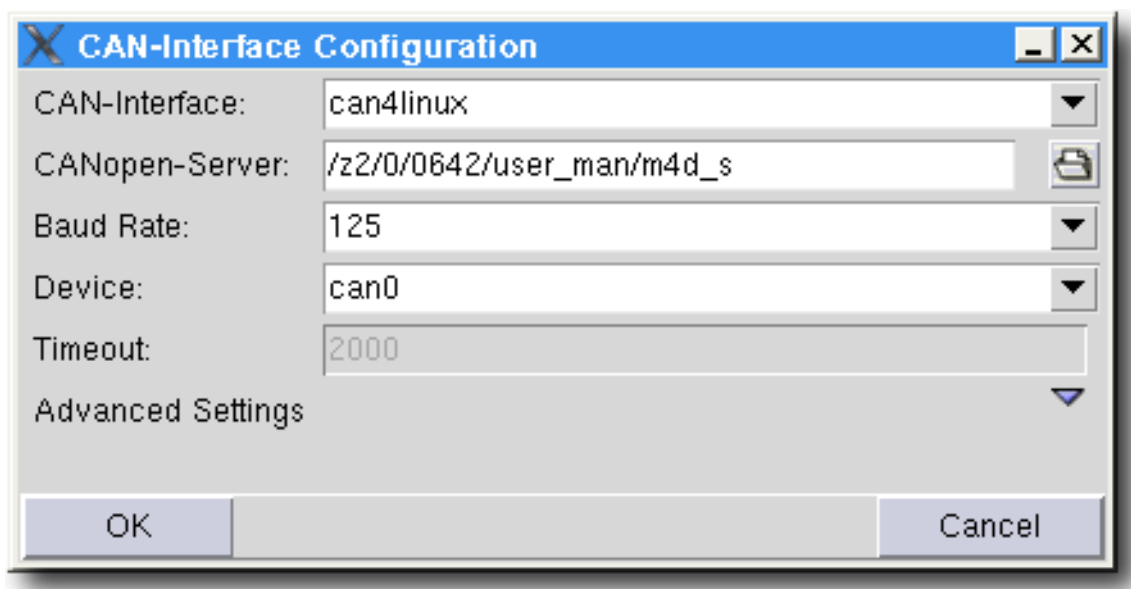 CAN-Interface Configuration
CAN-Interface: can4linux
CANopen-Server: /z2/0/0642/user_man/m4d_s
Baud Rate: 125
Device: can0
Timeout: 2000
Advanced Settings
OK Cancel